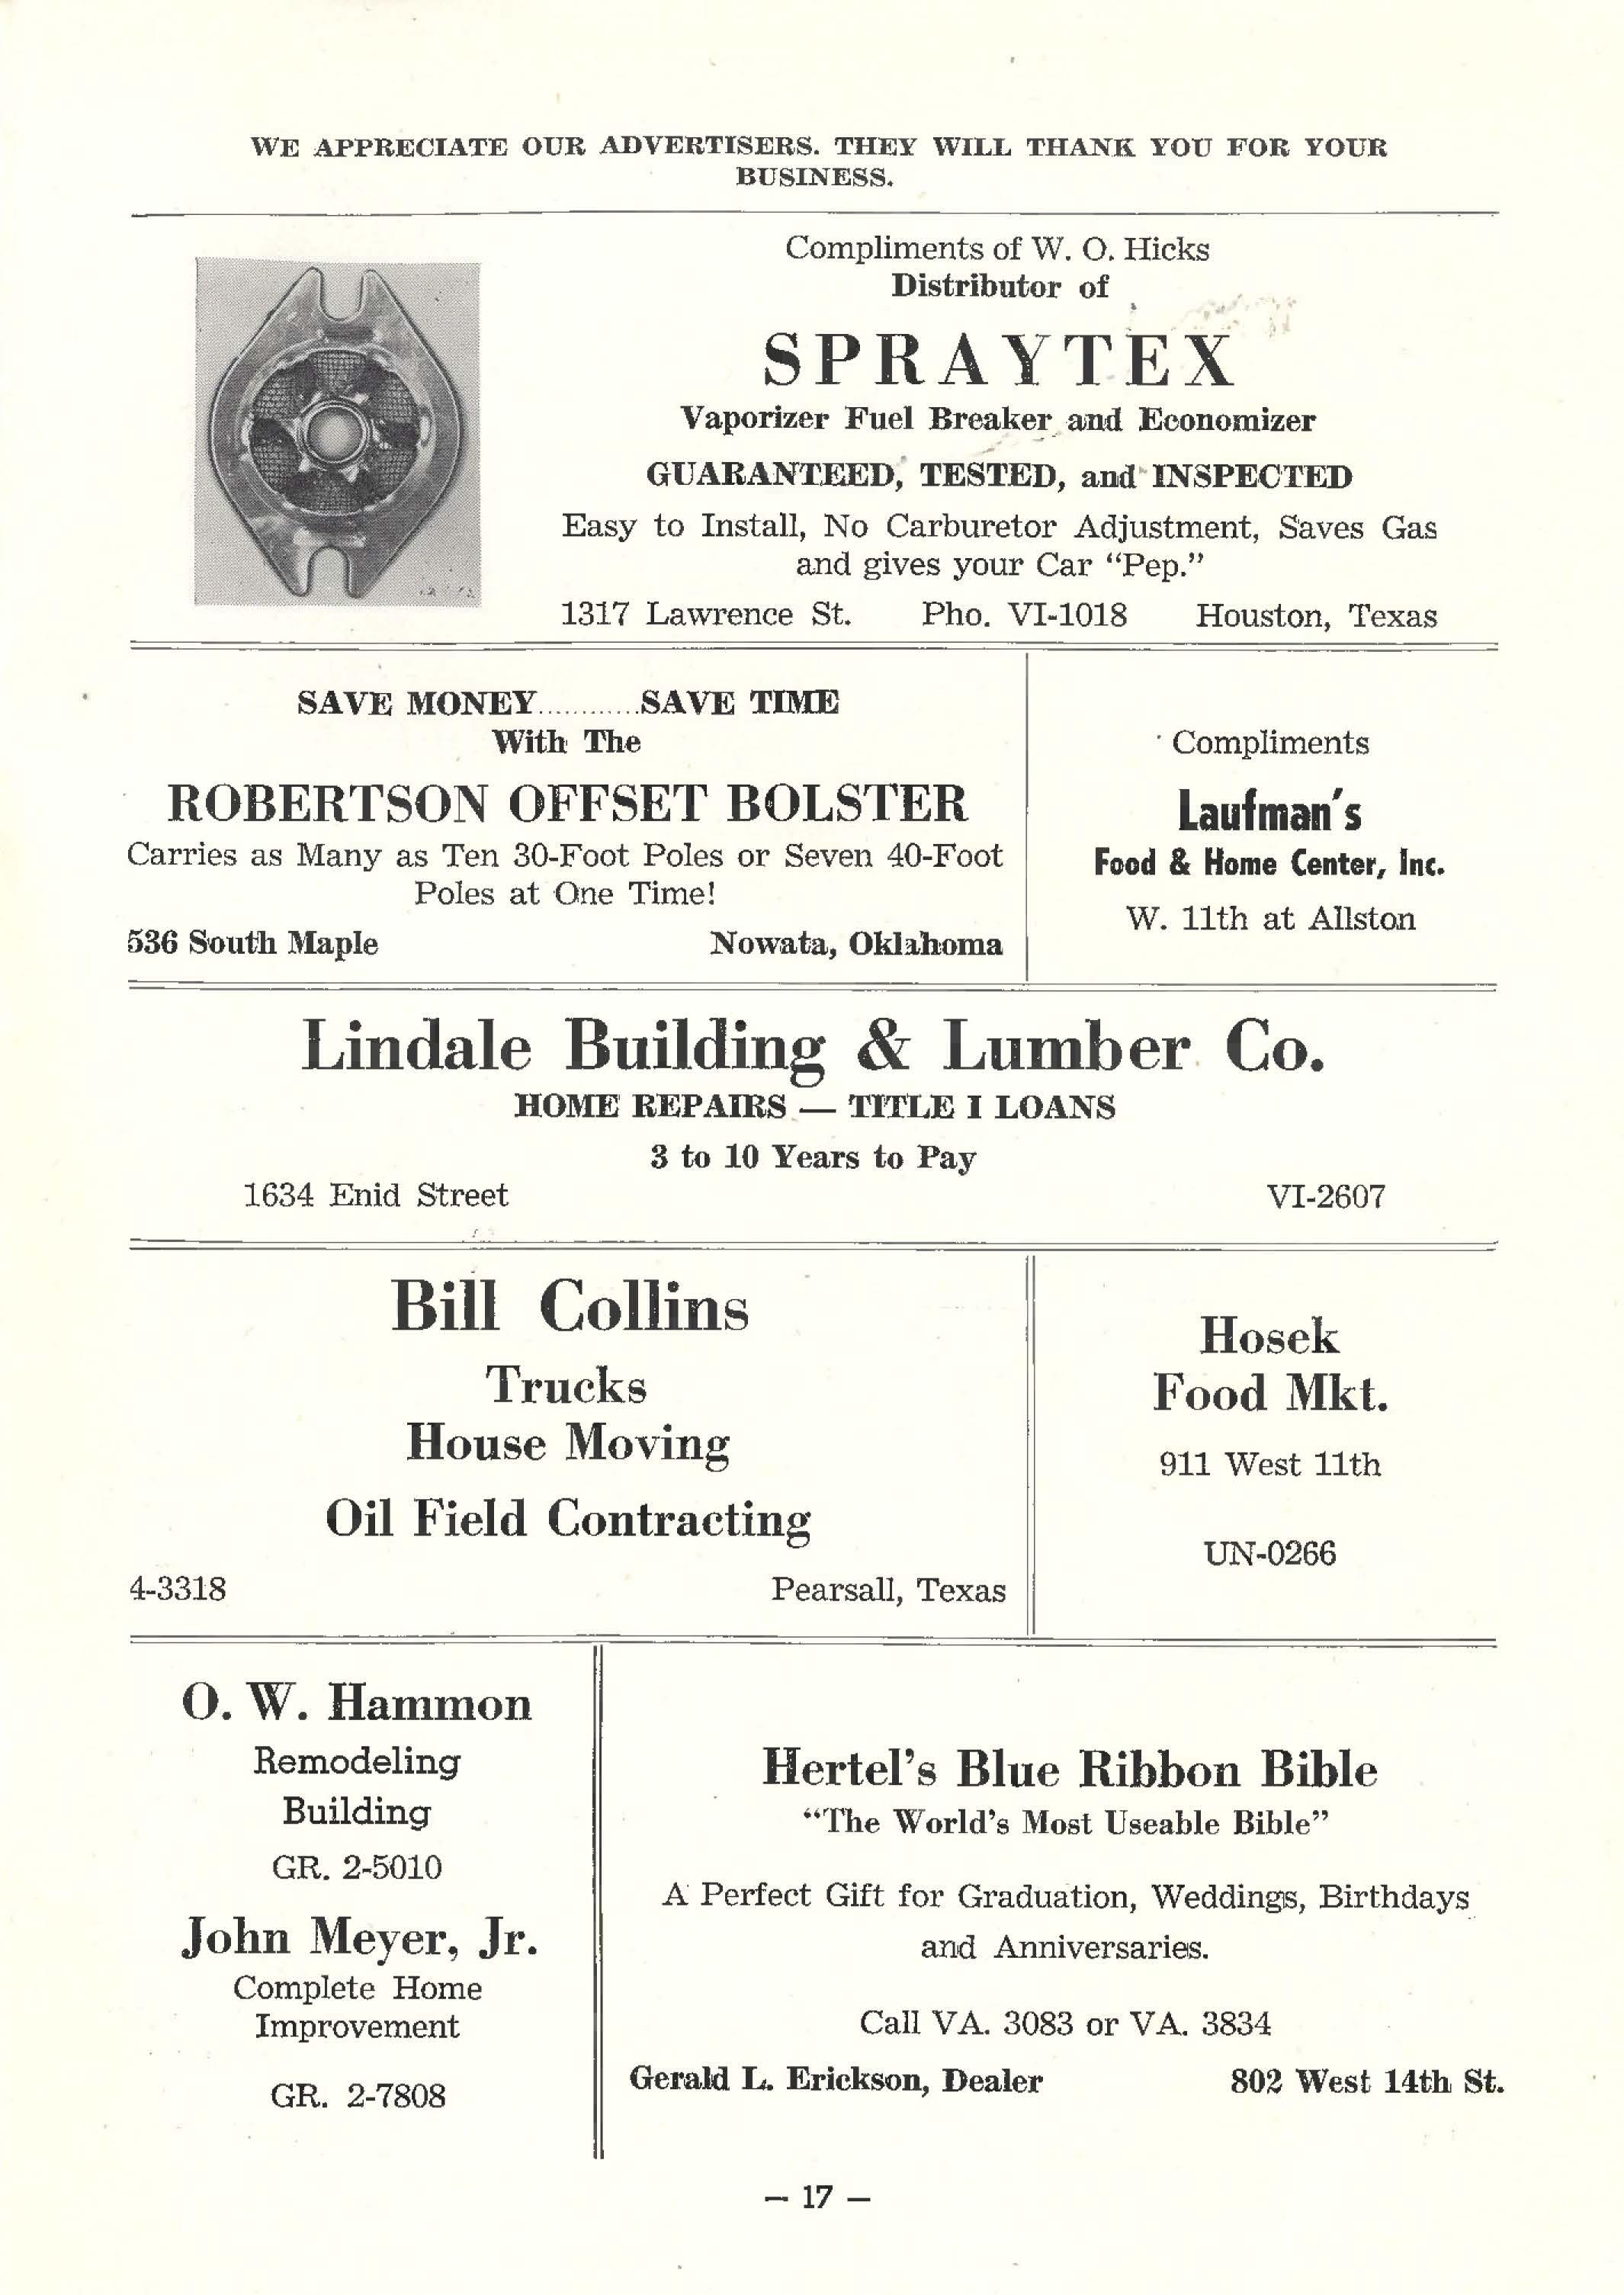 WE APPRECIATE OUR ADVERTISERS. THEY WILL THANK YOU FOR YOUR
BUSINESS.
Compliments of W. O. Hicks
Distributor of
SPRAYTEX
Vaporizer Fuel Breaker and Economizer
GUARANTEED, TESTED, and INSPECTED
Easy to Install, No Carburetor Adjustment, Saves Gas
and gives your Car “Pep.”
1317 Lawrence St. Pho. VI-1018 Houston, Texas
SAVE MONEY............SAVE TIME
With The
ROBERTSON OFFSET BOLSTER
Carries as Many as Ten 30-Foot Poles or Seven 40-Foot
Poles at One Time!
536 South Maple Nowata, Oklahoma
Compliments
Laufman's
Food & Home Center, Inc.
W. 11th at Allston
Lindale Building & Lumber Co.
HOME REPAIRS — TITLE I LOANS
3 to 10 Years to Pay
1634 Enid Street VI-2607
Bill Collins
Trucks
House Moving
Oil Field Contracting
4-3318 Pearsall, Texas
Hosek
Food Mkt.
911 West 11th
UN-0266
O. W. Hammon
Remodeling
Building
GR. 2-5010
John Meyer, Jr.
Complete Home
Improvement
GR. 2-7808
Hertel's Blue Ribbon Bible
“The World's Most Useable Bible”
A Perfect Gift for Graduation, Weddings, Birthdays
and Anniversaries.
Call VA. 3083 or VA. 3834
Gerald L. Erickson, Dealer 802 West 14th St.
— 17 —